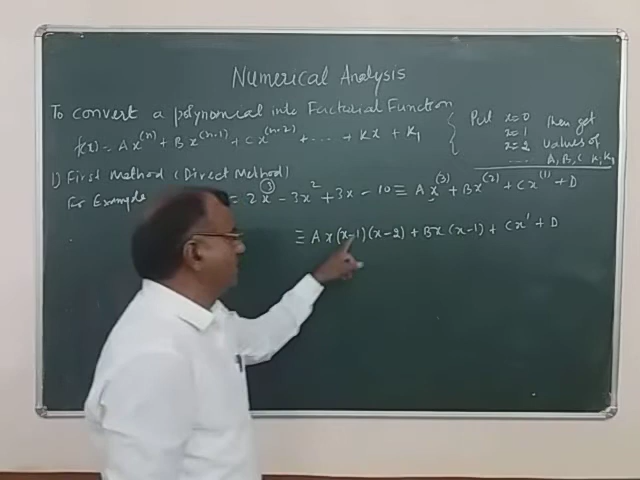 Numerical Analysis
To convert a polynomial into Factorial Function
f(x) = Ax^(n) + Bx^(n-1) + Cx^(n-2) + .... + Kx + K₁
{ Put x=0 Then get
x=1 values of
x=2 A, B, C K, K₁
....
1) First Method (Direct Method)
For Example = 2x^③ - 3x² + 3x - 10 ≡ Ax^(3) + Bx^(2) + Cx^(1) + D
≡ Ax(x-1)(x-2) + Bx(x-1) + Cx' + D